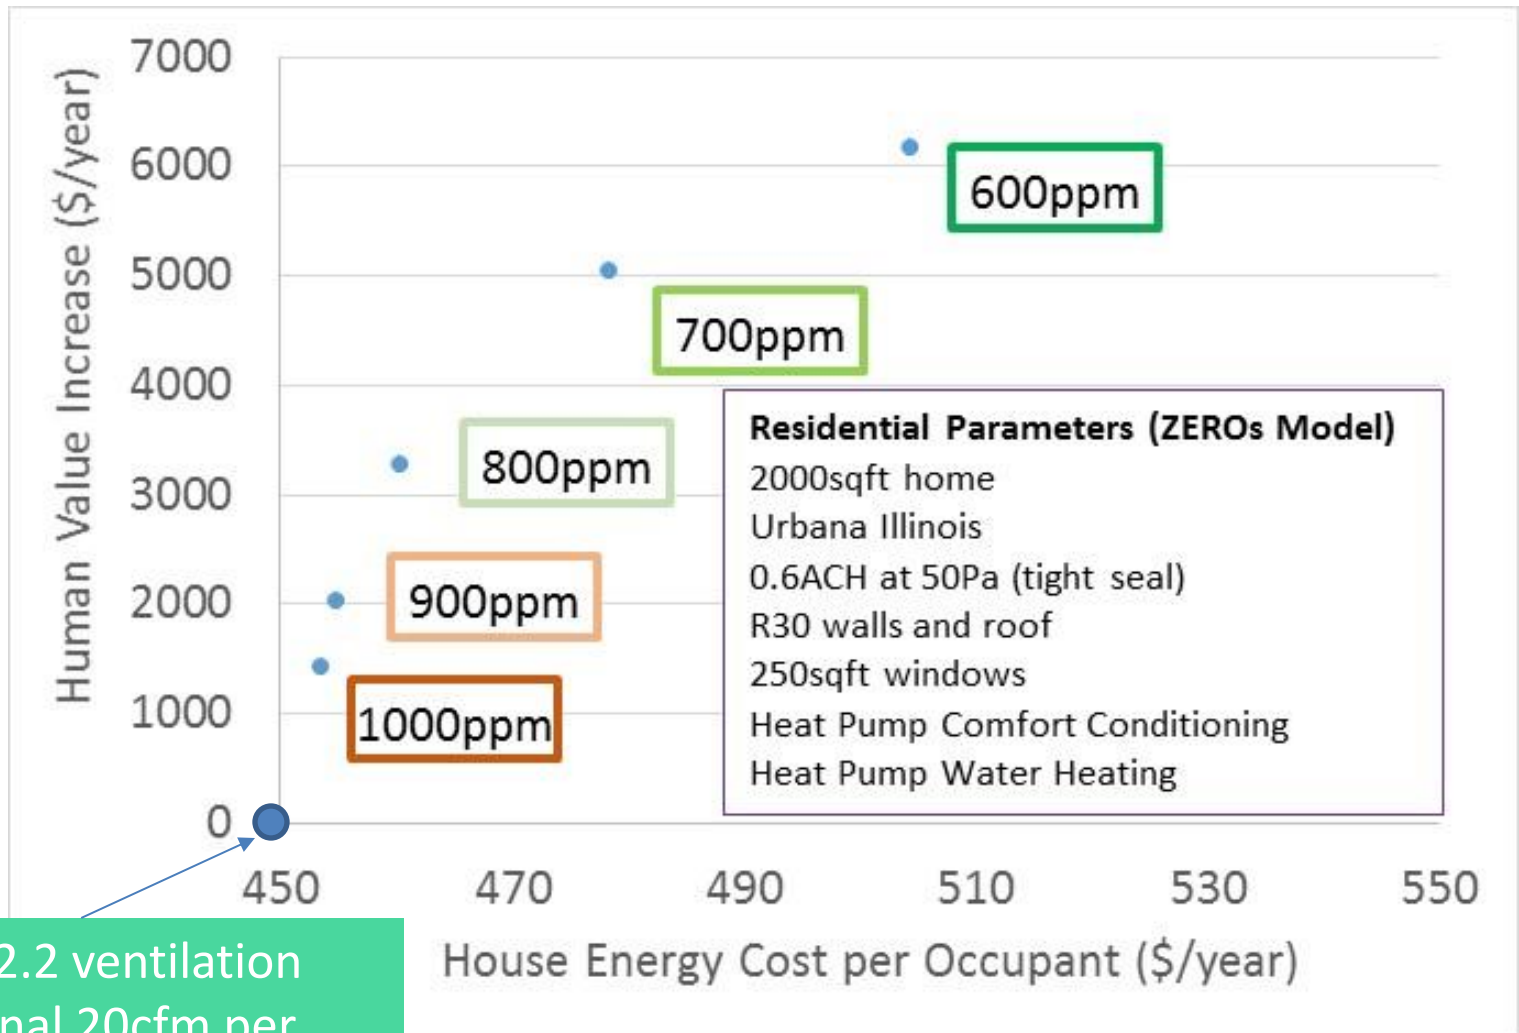 Human Value Increase ($/year)
7000
6000
5000
4000
3000
2000
1000
0
600ppm
700ppm
800ppm
900ppm
1000ppm
Residential Parameters (ZEROs Model)
2000sqft home
Urbana Illinois
0.6ACH at 50Pa (tight seal)
R30 walls and roof
250sqft windows
Heat Pump Comfort Conditioning
Heat Pump Water Heating
450 470 490 510 530 550
House Energy Cost per Occupant ($/year)
2.2 ventilation
20cfm per